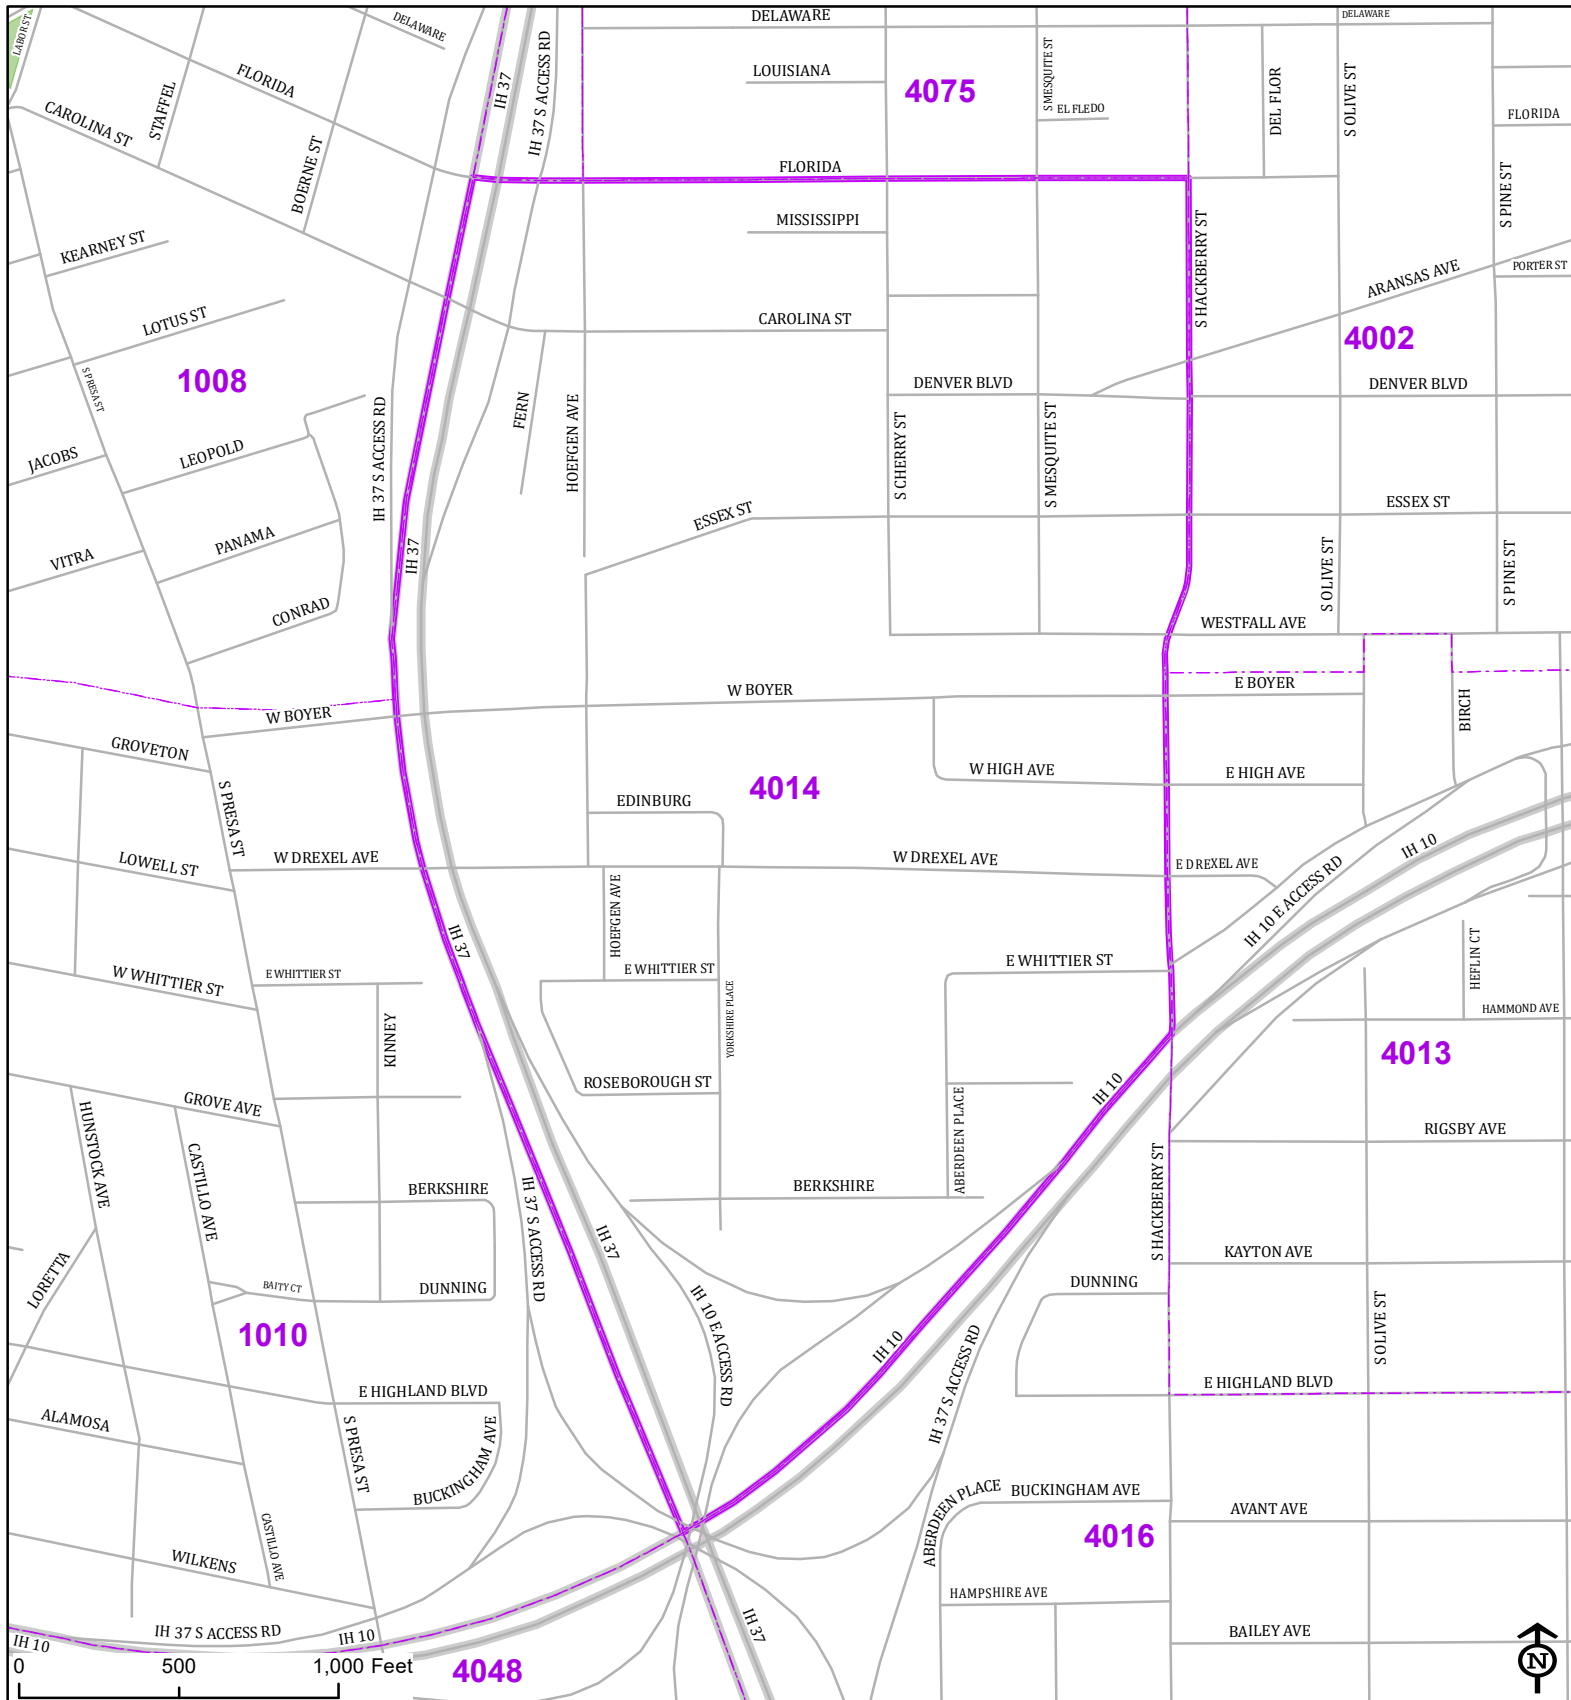 LABOR ST
DELAWARE
DELAWARE
DELAWARE
FLORIDA
IH 37
IH 37 S ACCESS RD
LOUISIANA
4075
S MESQUITE ST
EL FLEDO
DEL FLOR
S OLIVE ST
FLORIDA
CAROLINA ST
STAFFEL
BOERNE ST
FLORIDA
S PINE ST
KEARNEY ST
MISSISSIPPI
S HACKBERRY ST
ARANSAS AVE
PORTER ST
LOTUS ST
CAROLINA ST
4002
1008
S PRESA ST
DENVER BLVD
DENVER BLVD
FERN
HOEFGEN AVE
IH 37 S ACCESS RD
S CHERRY ST
S MESQUITE ST
JACOBS
LEOPOLD
ESSEX ST
ESSEX ST
VITRA
PANAMA
IH 37
S OLIVE ST
S PINE ST
CONRAD
WESTFALL AVE
W BOYER
W BOYER
E BOYER
BIRCH
GROVETON
W HIGH AVE
E HIGH AVE
4014
S PRESA ST
EDINBURG
LOWELL ST
W DREXEL AVE
W DREXEL AVE
E DREXEL AVE
IH 10
IH 10 E ACCESS RD
HOEFGEN AVE
IH 37
W WHITTIER ST
E WHITTIER ST
E WHITTIER ST
E WHITTIER ST
HEFLIN CT
HAMMOND AVE
YORKSHIRE PLACE
KINNEY
4013
ROSEBOROUGH ST
IH 10
GROVE AVE
HUNSTOCK AVE
CASTILLO AVE
ABERDEEN PLACE
RIGSBY AVE
BERKSHIRE
BERKSHIRE
IH 37 S ACCESS RD
S HACKBERRY ST
IH 37
KAYTON AVE
LORETTA
BAITY CT
DUNNING
DUNNING
IH 10 E ACCESS RD
1010
IH 10
S OLIVE ST
IH 37 S ACCESS RD
E HIGHLAND BLVD
E HIGHLAND BLVD
ALAMOSA
S PRESA ST
BUCKINGHAM AVE
ABERDEEN PLACE
BUCKINGHAM AVE
AVANT AVE
4016
CASTILLO AVE
WILKENS
HAMPSHIRE AVE
IH 37 S ACCESS RD
IH 37
IH 10
IH 10
BAILEY AVE
0 500 1,000 Feet
4048
N